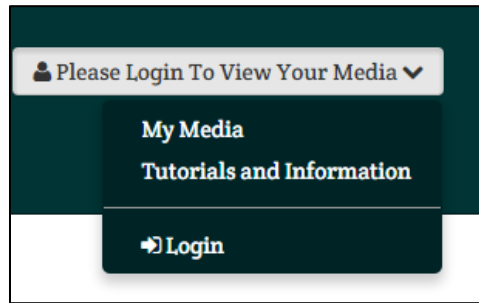 Please Login To View Your Media
My Media
Tutorials and Information
Login